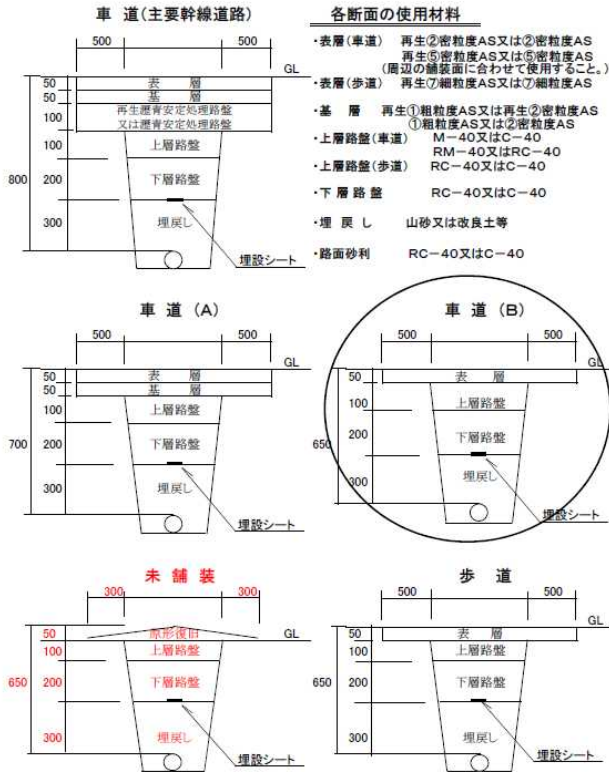 車 道(主要幹線道路)
500
500
GL
50
表 層
50
基 層
100
再生瀝青安定処理路盤
又は瀝青安定処理路盤
100
上層路盤
800
200
下層路盤
300
埋戻し
埋設シート
各断面の使用材料
・表層(車道) 再生②密粒度AS又は②密粒度AS
再生⑤密粒度AS又は⑤密粒度AS
(周辺の舗装面に合わせて使用すること。)
・表層(歩道) 再生⑦細粒度AS又は⑦細粒度AS
・基 層 再生①粗粒度AS又は再生②密粒度AS
①粗粒度AS又は②密粒度AS
・上層路盤(車道) M-40又はC-40
RM-40又はRC-40
・上層路盤(歩道) RC-40又はC-40
・下 層 路 盤 RC-40又はC-40
・埋 戻 し 山砂又は改良土等
・路面砂利 RC-40又はC-40
車 道 (A)
500
500
GL
50
表 層
50
基 層
100
上層路盤
700
200
下層路盤
300
埋戻し
埋設シート
車 道 (B)
500
500
GL
50
表 層
100
上層路盤
650
200
下層路盤
300
埋戻し
埋設シート
未 舗 装
300
300
50
原形復旧
GL
100
上層路盤
650
200
下層路盤
300
埋戻し
埋設シート
歩 道
500
500
GL
50
表 層
100
上層路盤
650
200
下層路盤
300
埋戻し
埋設シート